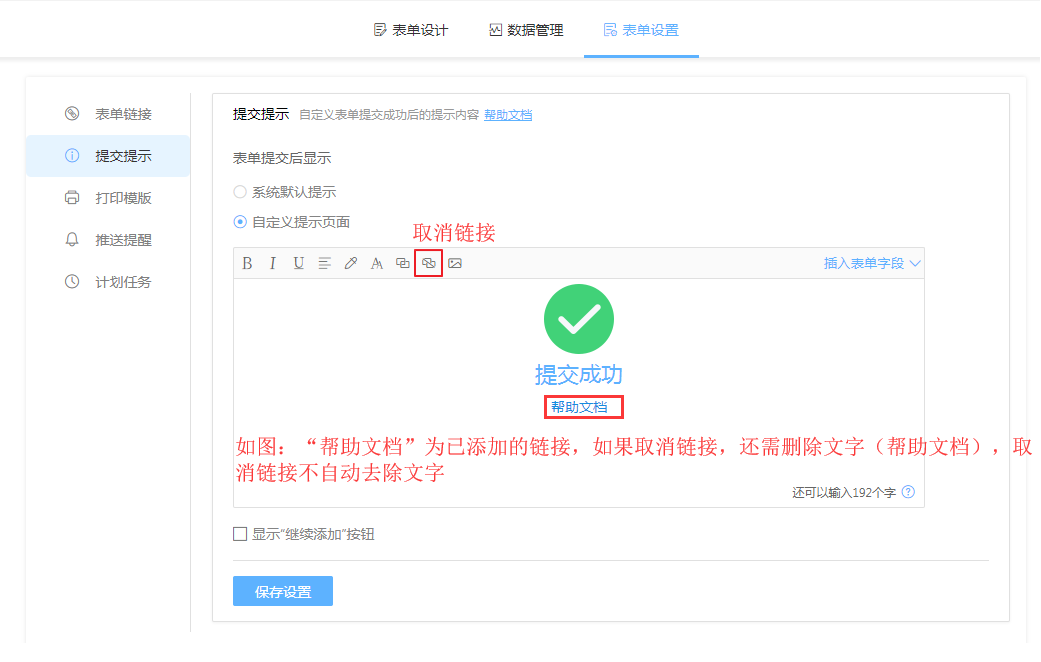 表单设计
数据管理
表单设置
表单链接
提交提示
打印模版
推送提醒
计划任务
提交提示 自定义表单提交成功后的提示内容 帮助文档
表单提交后显示
系统默认提示
自定义提示页面
取消链接
B I U A
插入表单字段
提交成功
帮助文档
如图：“帮助文档”为已添加的链接，如果取消链接，还需删除文字（帮助文档），取
消链接不自动去除文字
还可以输入192个字 ?
显示“继续添加”按钮
保存设置